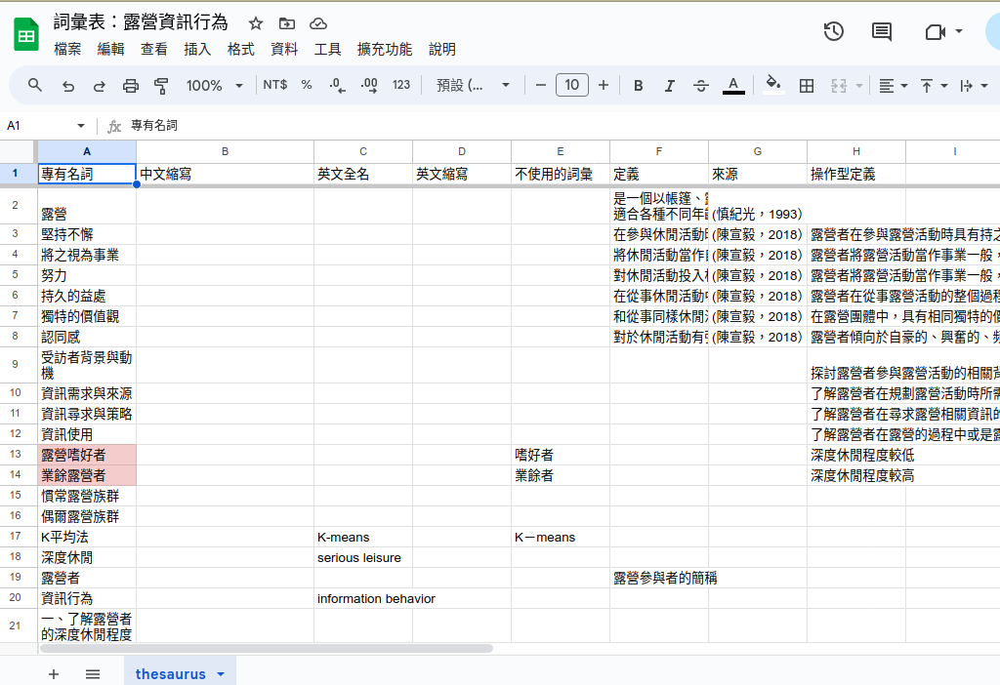 詞彙表：露營資訊行為
檔案 編輯 查看 插入 格式 資料 工具 擴充功能 說明
100% NT$ % .0 .00 123 預設 (... 10 B I A
A1 fx 專有名詞
A B C D E F G H I
1 專有名詞 中文縮寫 英文全名 英文縮寫 不使用的詞彙 定義 來源 操作型定義
是一個以帳篷、
2 露營 適合各種不同年 (慎紀光，1993)
3 堅持不懈 在參與休閒活動 (陳宣毅，2018) 露營者在參與露營活動時具有持之
4 將之視為事業 將休閒活動當作 (陳宣毅，2018) 露營者將露營活動當作事業一般，
5 努力 對休閒活動投入 (陳宣毅，2018) 露營者將露營活動當作事業一般，
6 持久的益處 在從事休閒活動 (陳宣毅，2018) 露營者在從事露營活動的整個過程
7 獨特的價值觀 和從事同樣休閒 (陳宣毅，2018) 在露營團體中，具有相同獨特的價
8 認同感 對於休閒活動有 (陳宣毅，2018) 露營者傾向於自豪的、興奮的、頻
受訪者背景與動
9 機 探討露營者參與露營活動的相關背
10 資訊需求與來源 了解露營者在規劃露營活動時所需
11 資訊尋求與策略 了解露營者在尋求露營相關資訊的
12 資訊使用 了解露營者在露營的過程中或是露
13 露營嗜好者 嗜好者 深度休閒程度較低
14 業餘露營者 業餘者 深度休閒程度較高
15 慣常露營族群
16 偶爾露營族群
17 K平均法 K-means K－means
18 深度休閒 serious leisure
19 露營者 露營參與者的簡稱
20 資訊行為 information behavior
一、了解露營者
21 的深度休閒程度
thesaurus